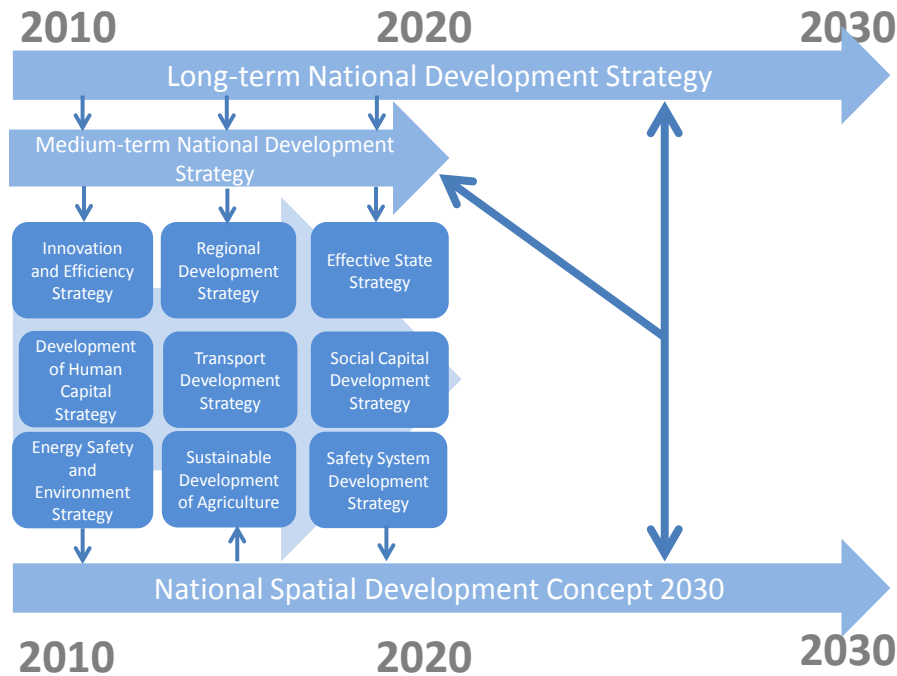 2010 2020 2030
Long-term National Development Strategy
Medium-term National Development
Strategy
Innovation
and Efficiency
Strategy
Regional
Development
Strategy
Effective State
Strategy
Development
of Human
Capital
Strategy
Transport
Development
Strategy
Social Capital
Development
Strategy
Energy Safety
and
Environment
Strategy
Sustainable
Development
of Agriculture
Safety System
Development
Strategy
National Spatial Development Concept 2030
2010 2020 2030